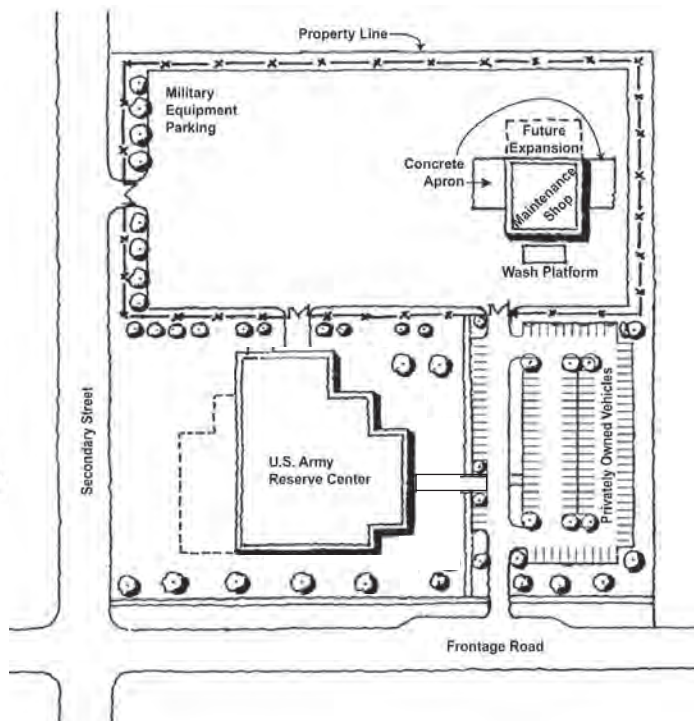 Property Line
Military
Equipment
Parking
Future
Expansion
Concrete
Apron
Maintenance
Shop
Wash Platform
Secondary Street
U.S. Army
Reserve Center
Privately Owned Vehicles
Frontage Road